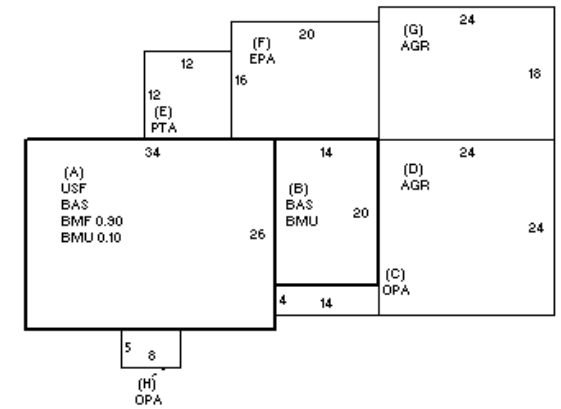 24
(G)
AGR
18
20
(F)
EPA
16
12
12
(E)
PTA
34
(A)
USF
BAS
BMF 0.90
BMU 0.10
26
14
(B)
BAS
BMU
20
24
(D)
AGR
24
(C)
OPA
4
14
5
8
(H)
OPA